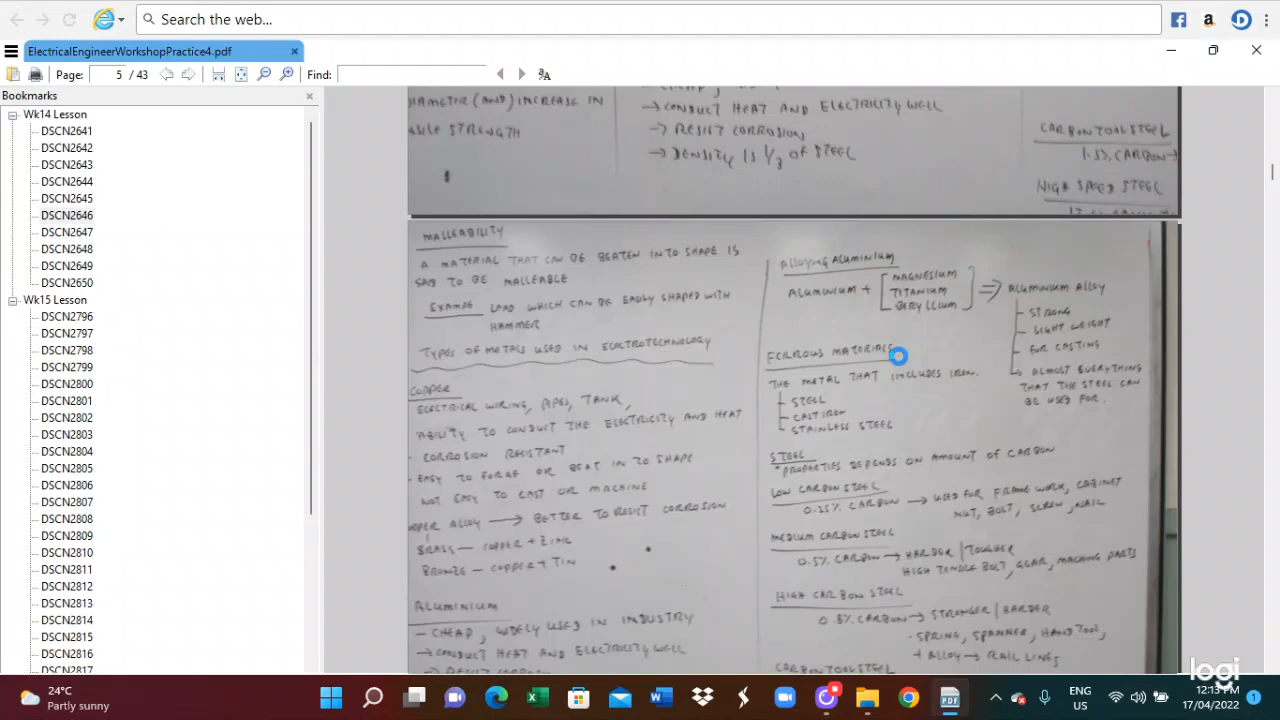 Search the web...
ElectricalEngineerWorkshopPractice4.pdf
Page: 5 / 43
Find:
Bookmarks
Wk14 Lesson
DSCN2641
DSCN2642
DSCN2643
DSCN2644
DSCN2645
DSCN2646
DSCN2647
DSCN2648
DSCN2649
DSCN2650
Wk15 Lesson
DSCN2796
DSCN2797
DSCN2798
DSCN2799
DSCN2800
DSCN2801
DSCN2802
DSCN2803
DSCN2804
DSCN2805
DSCN2806
DSCN2807
DSCN2808
DSCN2809
DSCN2810
DSCN2811
DSCN2812
DSCN2813
DSCN2814
DSCN2815
DSCN2816
DSCN2817
DIAMETRE (AND) INCREASE IN
STRENGTH
→ CONDUCT HEAT AND ELECTRICITY WELL
→ RESIST CORROSION
→ DENSITY IS 1/3 OF STEEL
CARBON TOOL STEEL
1.5% CARBON →
HIGH SPEED STEEL
MALLEABILITY
A MATERIAL THAT CAN BE BEATEN INTO SHAPE IS
SAID TO BE MALLEABLE
EXAMPLE LEAD WHICH CAN BE EASILY SHAPED WITH
HAMMER
TYPES OF METALS USED IN ELECTROTECHNOLOGY
COPPER
ELECTRICAL WIRING, PIPES, TANK,
ABILITY TO CONDUCT THE ELECTRICITY AND HEAT
- CORROSION RESISTANT
- EASY TO FORGE OR BEAT IN TO SHAPE
NOT EASY TO CAST OR MACHINE
OPPER ALLOY → BETTER TO RESIST CORROSION
BRASS - COPPER + ZINC
BRONZE - COPPER + TIN
ALUMINIUM
- CHEAP, WIDELY USED IN INDUSTRY
→ CONDUCT HEAT AND ELECTRICITY WELL
ALLOYING ALUMINIUM
ALUMINIUM + [MAGNESIUM
TITANIUM
BERYLLIUM] ⇒ ALUMINIUM ALLOY
- STRONG
- LIGHT WEIGHT
- FOR CASTING
→ ALMOST EVERYTHING
THAT THE STEEL CAN
BE USED FOR.
FERROUS MATERIALS
THE METAL THAT INCLUDES IRON.
- STEEL
- CAST IRON
- STAINLESS STEEL
STEEL
* PROPERTIES DEPENDS ON AMOUNT OF CARBON
LOW CARBON STEEL
CARBON → USED FOR FRAME WORK, CABINET
NUT, BOLT, SCREW, NAIL
MEDIUM CARBON STEEL
0.5% CARBON → HARDER | TOUGHER
HIGH TENSILE BOLT, GEAR, MACHING PARTS
HIGH CARBON STEEL
0.8% CARBON → STRONGER | HARDER
- SPRING, SPANNER, HAND TOOL,
+ ALLOY → RAIL LINES
CARBON TOOL STEEL
logi
24°C
Partly sunny
ENG
US
12:13 PM
17/04/2022